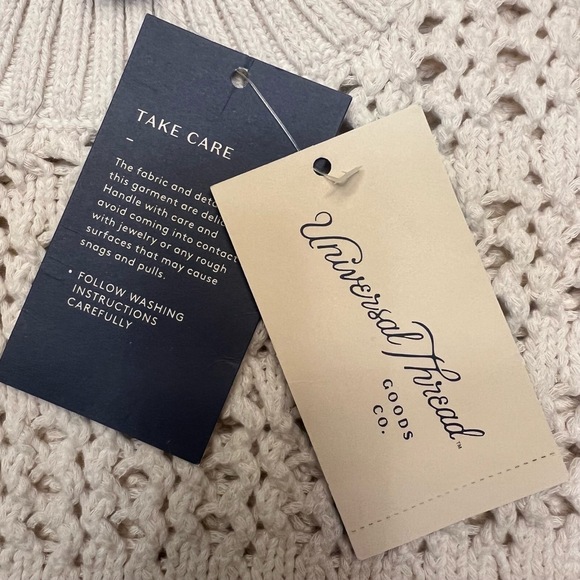 TAKE CARE
The fabric and
this garment are
Handle with care and
avoid coming into contact
with jewelry or any rough
surfaces that may cause
snags and pulls.
• FOLLOW WASHING
INSTRUCTIONS
CAREFULLY
Universal Thread™
GOODS
CO.